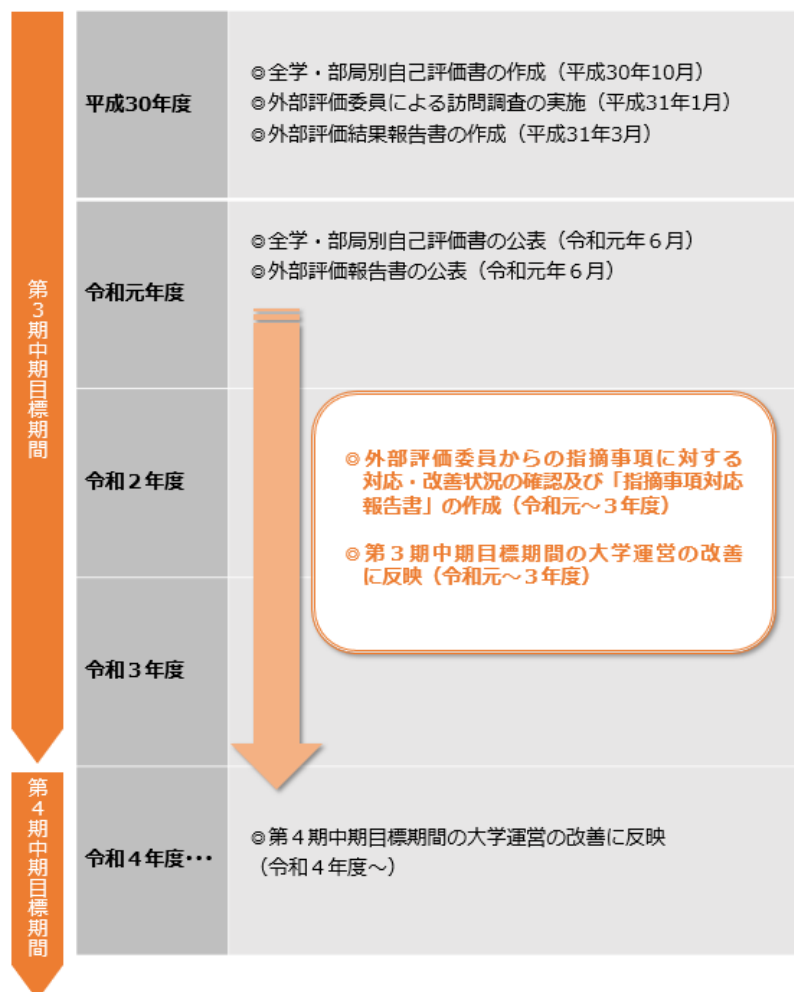 第３期中期目標期間
平成30年度
◎全学・部局別自己評価書の作成（平成30年10月）
◎外部評価委員による訪問調査の実施（平成31年1月）
◎外部評価結果報告書の作成（平成31年3月）
令和元年度
◎全学・部局別自己評価書の公表（令和元年６月）
◎外部評価報告書の公表（令和元年６月）
令和２年度
◎外部評価委員からの指摘事項に対する
対応・改善状況の確認及び「指摘事項対応
報告書」の作成（令和元～３年度）
◎第３期中期目標期間の大学運営の改善
に反映（令和元～３年度）
令和３年度
第４期中期目標期間
令和４年度･･･
◎第４期中期目標期間の大学運営の改善に反映
（令和４年度～）